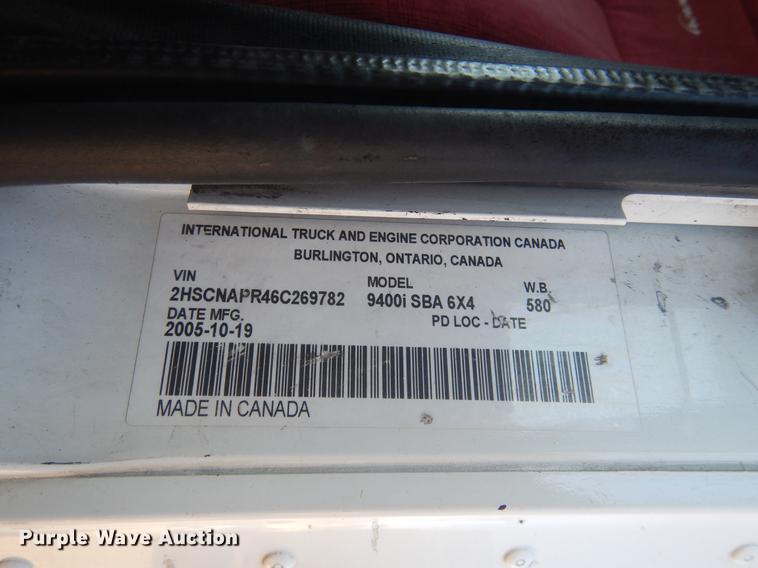 INTERNATIONAL TRUCK AND ENGINE CORPORATION CANADA
BURLINGTON, ONTARIO, CANADA
VIN MODEL W.B.
2HSCNAPR46C269782 9400i SBA 6X4 580
DATE MFG. PD LOC - DATE
2005-10-19
MADE IN CANADA
Purple Wave Auction